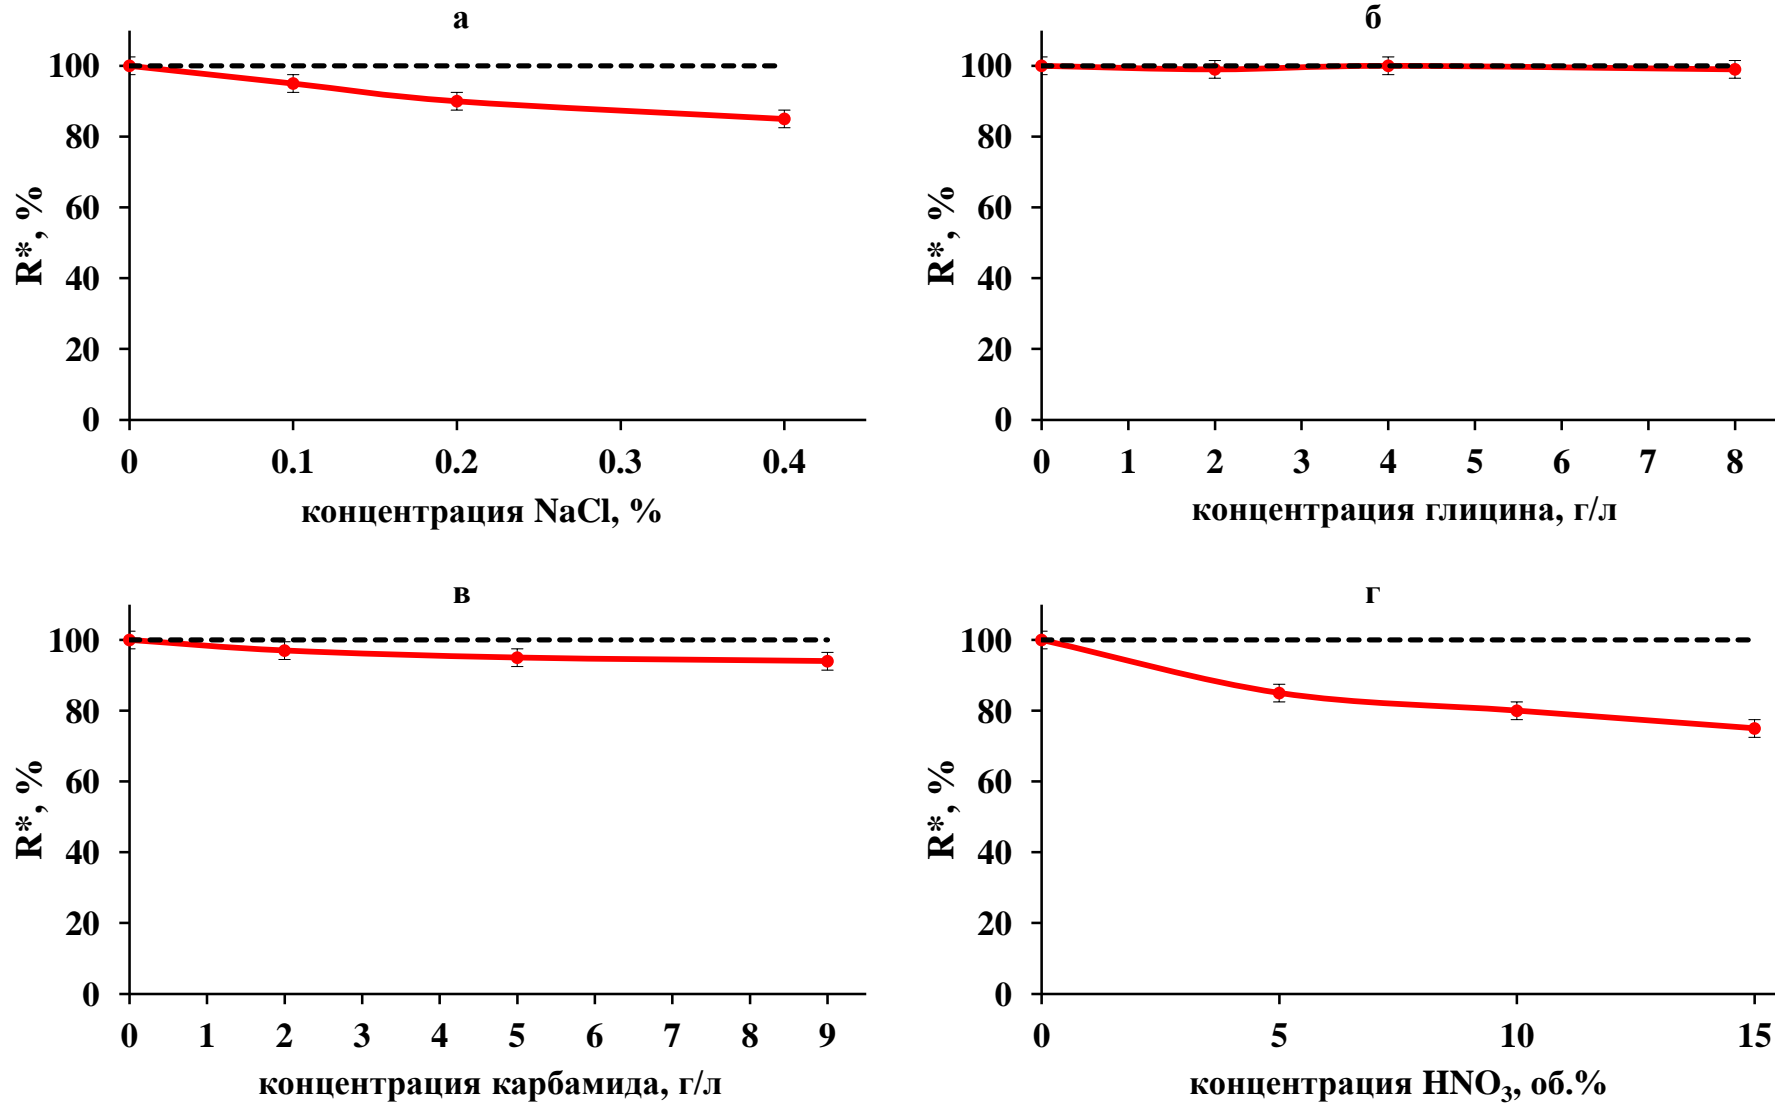 а
R*, %
100
80
60
40
20
0
0 0.1 0.2 0.3 0.4
концентрация NaCl, %
б
R*, %
100
80
60
40
20
0
0 1 2 3 4 5 6 7 8
концентрация глицина, г/л
в
R*, %
100
80
60
40
20
0
0 1 2 3 4 5 6 7 8 9
концентрация карбамида, г/л
г
R*, %
100
80
60
40
20
0
0 5 10 15
концентрация HNO₃, об.%